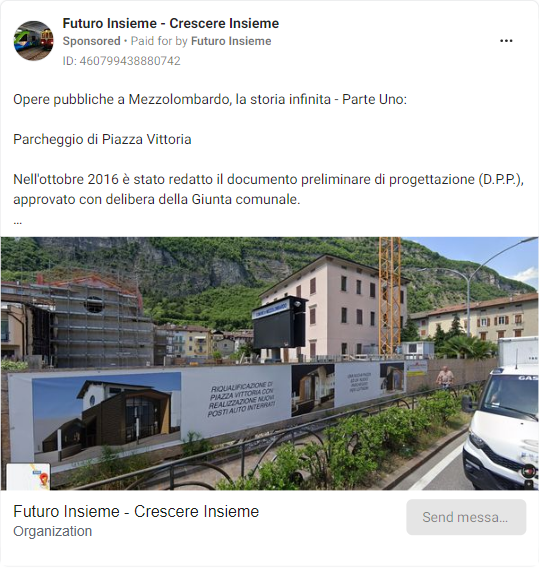 Futuro Insieme - Crescere Insieme
Sponsored • Paid for by Futuro Insieme
ID: 460799438880742
Opere pubbliche a Mezzolombardo, la storia infinita - Parte Uno:
Parcheggio di Piazza Vittoria
Nell'ottobre 2016 è stato redatto il documento preliminare di progettazione (D.P.P.),
approvato con delibera della Giunta comunale.
...
RIQUALIFICAZIONE DI
PIAZZA VITTORIA CON
REALIZZAZIONE NUOVI
POSTI AUTO INTERRATI
Futuro Insieme - Crescere Insieme
Organization
Send messa...